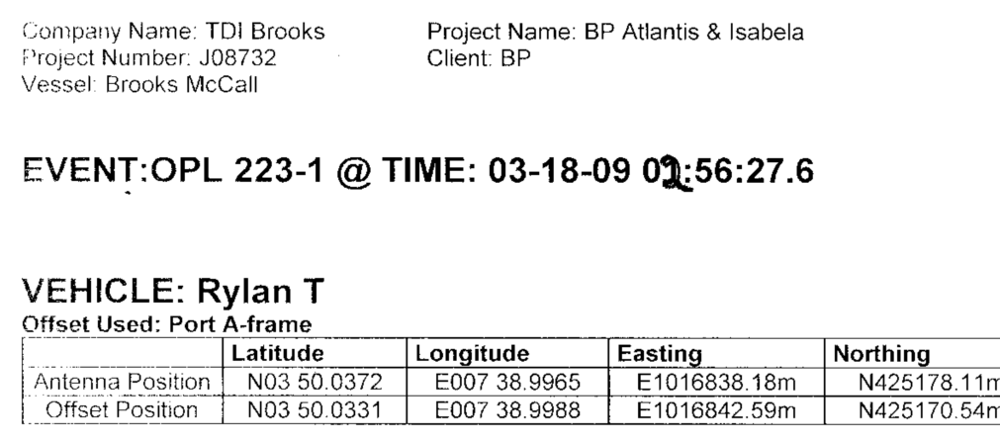 Company Name: TDI Brooks Project Name: BP Atlantis & Isabela
Project Number: J08732 Client: BP
Vessel: Brooks McCall
EVENT:OPL 223-1 @ TIME: 03-18-09 02:56:27.6
VEHICLE: Rylan T
Offset Used: Port A-frame
Latitude Longitude Easting Northing
Antenna Position N03 50.0372 E007 38.9965 E1016838.18m N425178.11m
Offset Position N03 50.0331 E007 38.9988 E1016842.59m N425170.54m